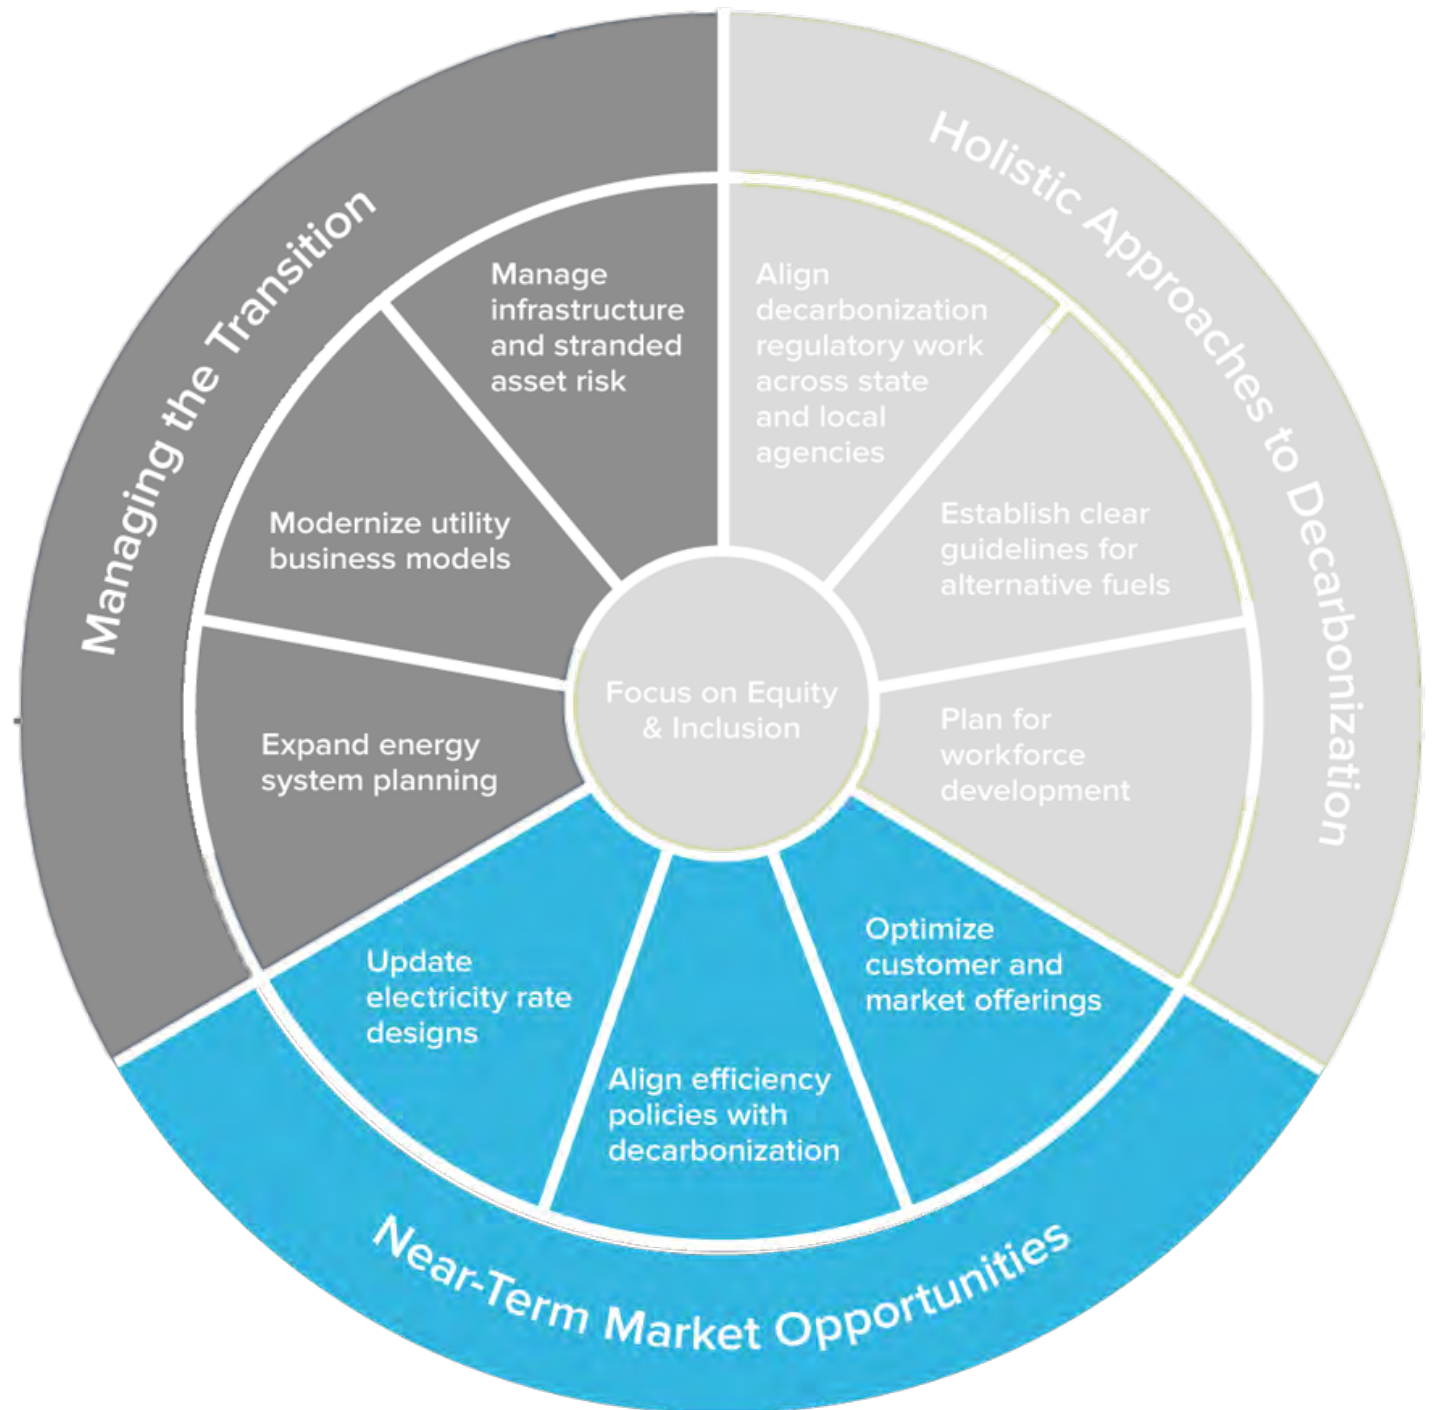 Holistic Approaches to Decarbonization
Align
decarbonization
regulatory work
across state
and local
agencies
Establish clear
guidelines for
alternative fuels
Plan for
workforce
development
Near-Term Market Opportunities
Optimize
customer and
market offerings
Align efficiency
policies with
decarbonization
Update
electricity rate
designs
Managing the Transition
Expand energy
system planning
Modernize utility
business models
Manage
infrastructure
and stranded
asset risk
Focus on Equity
& Inclusion